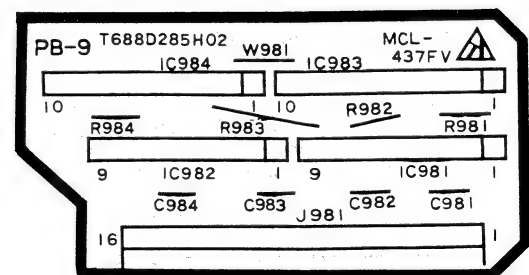 PB-9 T688D285H02 W981 MCL-
437FV
IC984 IC983
10 1 10 1
R982
R984 R983 R981
9 IC982 1 9 IC981 1
C984 C983 C982 C981
J981
16 1